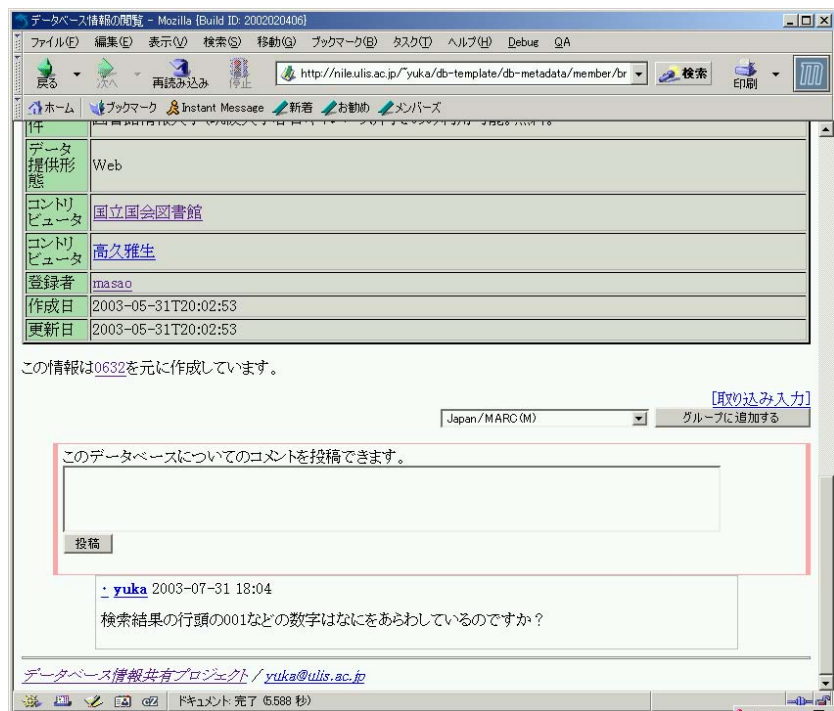 データベース情報の閲覧 - Mozilla {Build ID: 2002020406}
ファイル(F) 編集(E) 表示(V) 検索(S) 移動(G) ブックマーク(B) タスク(T) ヘルプ(H) Debug QA
戻る 次へ 再読み込み 停止 http://nile.ulis.ac.jp/~yuka/db-template/db-metadata/member/br 検索 印刷
ホーム ブックマーク Instant Message 新着 お勧め メンバーズ
件
データ提供形態 Web
コントリビュータ 国立国会図書館
コントリビュータ 高久雅生
登録者 masao
作成日 2003-05-31T20:02:53
更新日 2003-05-31T20:02:53
この情報は0632を元に作成しています。
[取り込み入力]
Japan/MARC(M) グループに追加する
このデータベースについてのコメントを投稿できます。
投稿
・ yuka 2003-07-31 18:04
検索結果の行頭の001などの数字はなにをあらわしているのですか?
データベース情報共有プロジェクト / yuka@ulis.ac.jp
ドキュメント: 完了 (5.588 秒)